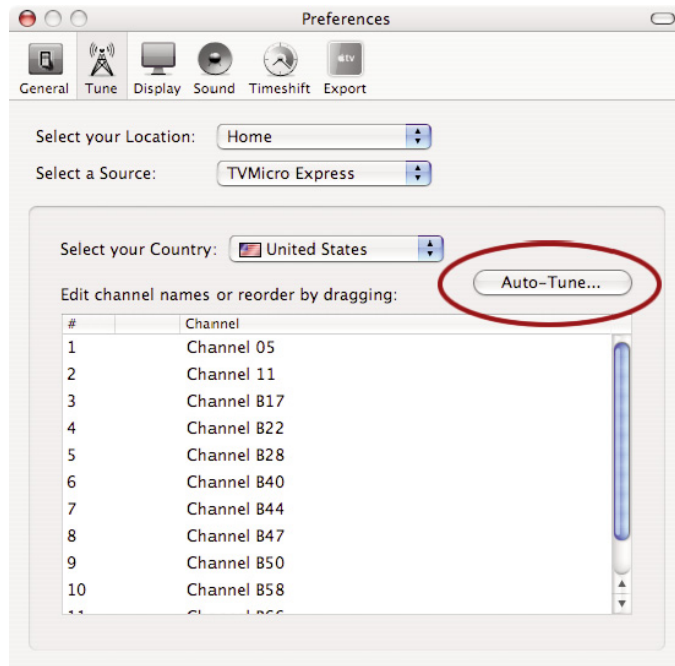 Preferences
General Tune Display Sound Timeshift Export
Select your Location: Home
Select a Source: TVMicro Express
Select your Country: United States
Auto-Tune...
Edit channel names or reorder by dragging:
# Channel
1 Channel 05
2 Channel 11
3 Channel B17
4 Channel B22
5 Channel B28
6 Channel B40
7 Channel B44
8 Channel B47
9 Channel B50
10 Channel B58